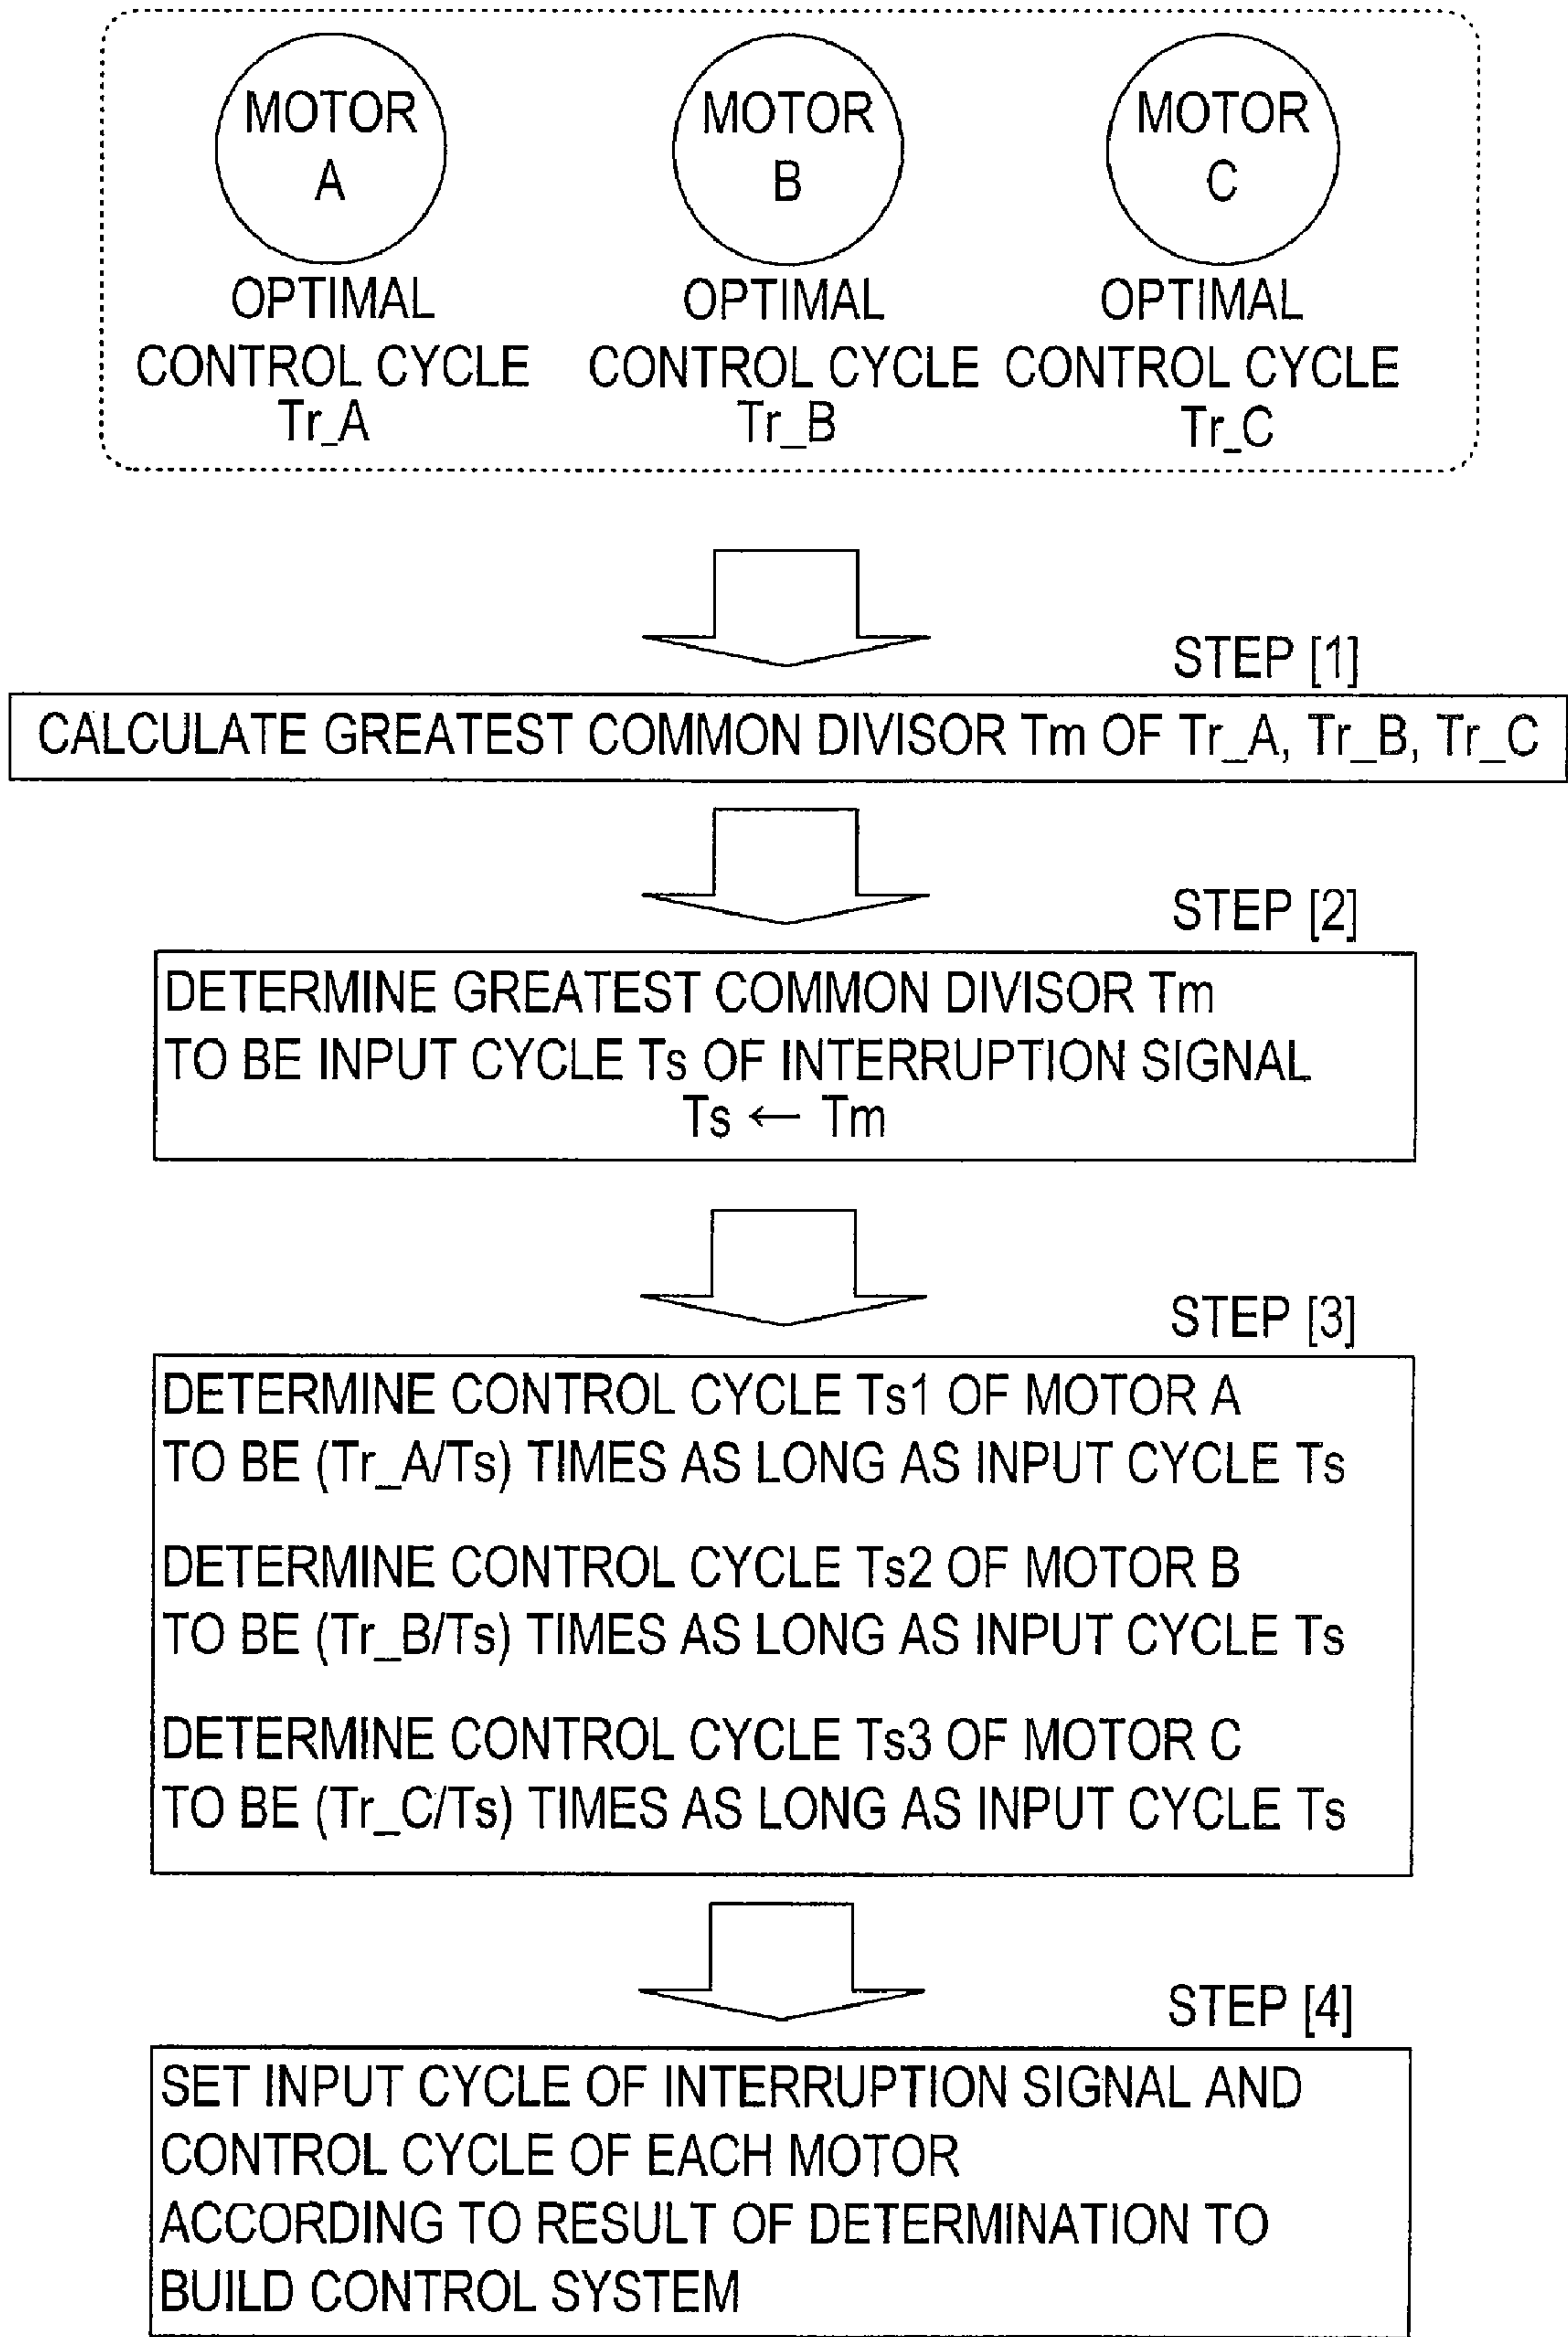 MOTOR A
MOTOR B
MOTOR C
OPTIMAL CONTROL CYCLE Tr_A
OPTIMAL CONTROL CYCLE Tr_B
OPTIMAL CONTROL CYCLE Tr_C
STEP [1]
CALCULATE GREATEST COMMON DIVISOR Tm OF Tr_A, Tr_B, Tr_C
STEP [2]
DETERMINE GREATEST COMMON DIVISOR Tm
TO BE INPUT CYCLE Ts OF INTERRUPTION SIGNAL
Ts ← Tm
STEP [3]
DETERMINE CONTROL CYCLE Ts1 OF MOTOR A
TO BE (Tr_A/Ts) TIMES AS LONG AS INPUT CYCLE Ts
DETERMINE CONTROL CYCLE Ts2 OF MOTOR B
TO BE (Tr_B/Ts) TIMES AS LONG AS INPUT CYCLE Ts
DETERMINE CONTROL CYCLE Ts3 OF MOTOR C
TO BE (Tr_C/Ts) TIMES AS LONG AS INPUT CYCLE Ts
STEP [4]
SET INPUT CYCLE OF INTERRUPTION SIGNAL AND
CONTROL CYCLE OF EACH MOTOR
ACCORDING TO RESULT OF DETERMINATION TO
BUILD CONTROL SYSTEM